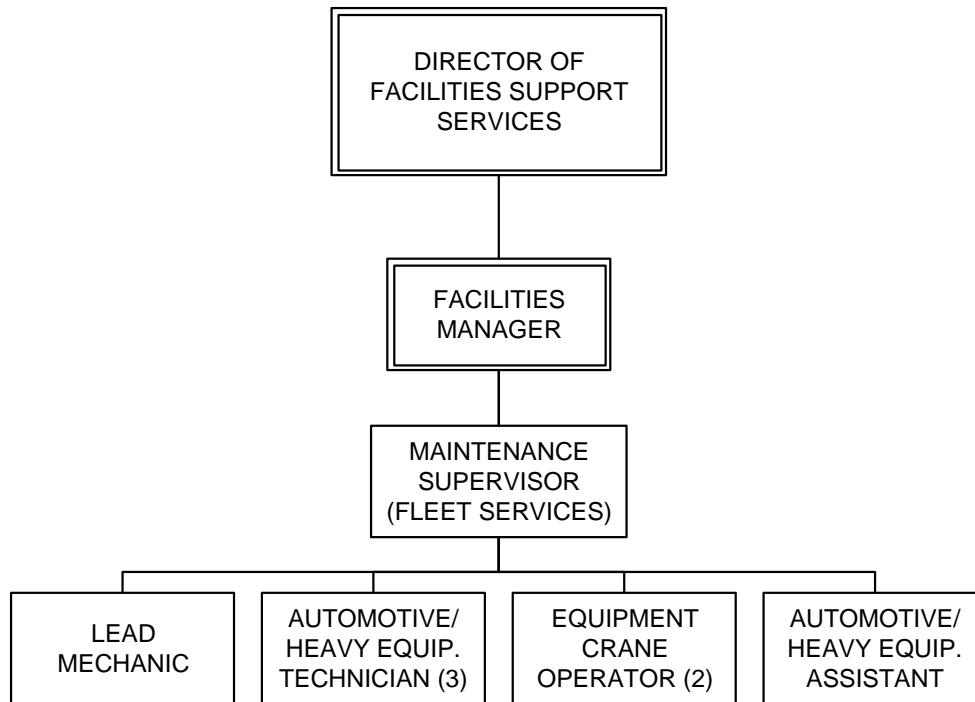 DIRECTOR OF
FACILITIES SUPPORT
SERVICES
FACILITIES
MANAGER
MAINTENANCE
SUPERVISOR
(FLEET SERVICES)
LEAD
MECHANIC
AUTOMOTIVE/
HEAVY EQUIP.
TECHNICIAN (3)
EQUIPMENT
CRANE
OPERATOR (2)
AUTOMOTIVE/
HEAVY EQUIP.
ASSISTANT